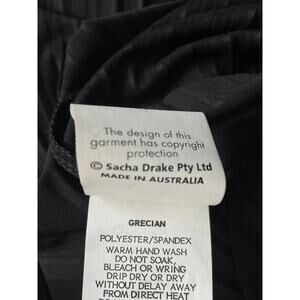 The design of this
garment has copyright
protection
© Sacha Drake Pty Ltd
MADE IN AUSTRALIA
GRECIAN
POLYESTER/SPANDEX
WARM HAND WASH
DO NOT SOAK,
BLEACH OR WRING
DRIP DRY OR DRY
WITHOUT DELAY AWAY
FROM DIRECT HEAT